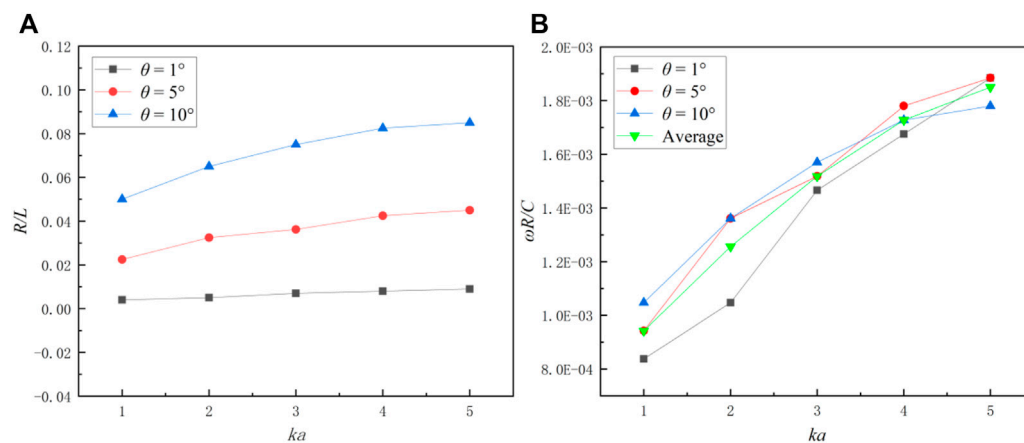 A
0.12
0.10
0.08
0.06
0.04
0.02
0.00
-0.02
-0.04
R/L
θ = 1°
θ = 5°
θ = 10°
1 2 3 4 5
ka
B
2.0E-03
1.8E-03
1.6E-03
1.4E-03
1.2E-03
1.0E-03
8.0E-04
ωR/C
θ = 1°
θ = 5°
θ = 10°
Average
1 2 3 4 5
ka